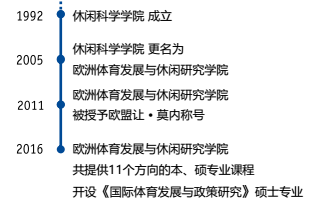 1992 休闲科学学院 成立
2005 休闲科学学院 更名为
欧洲体育发展与休闲研究学院
2011 欧洲体育发展与休闲研究学院
被授予欧盟让·莫内称号
2016 欧洲体育发展与休闲研究学院
共提供11个方向的本、硕专业课程
开设《国际体育发展与政策研究》硕士专业